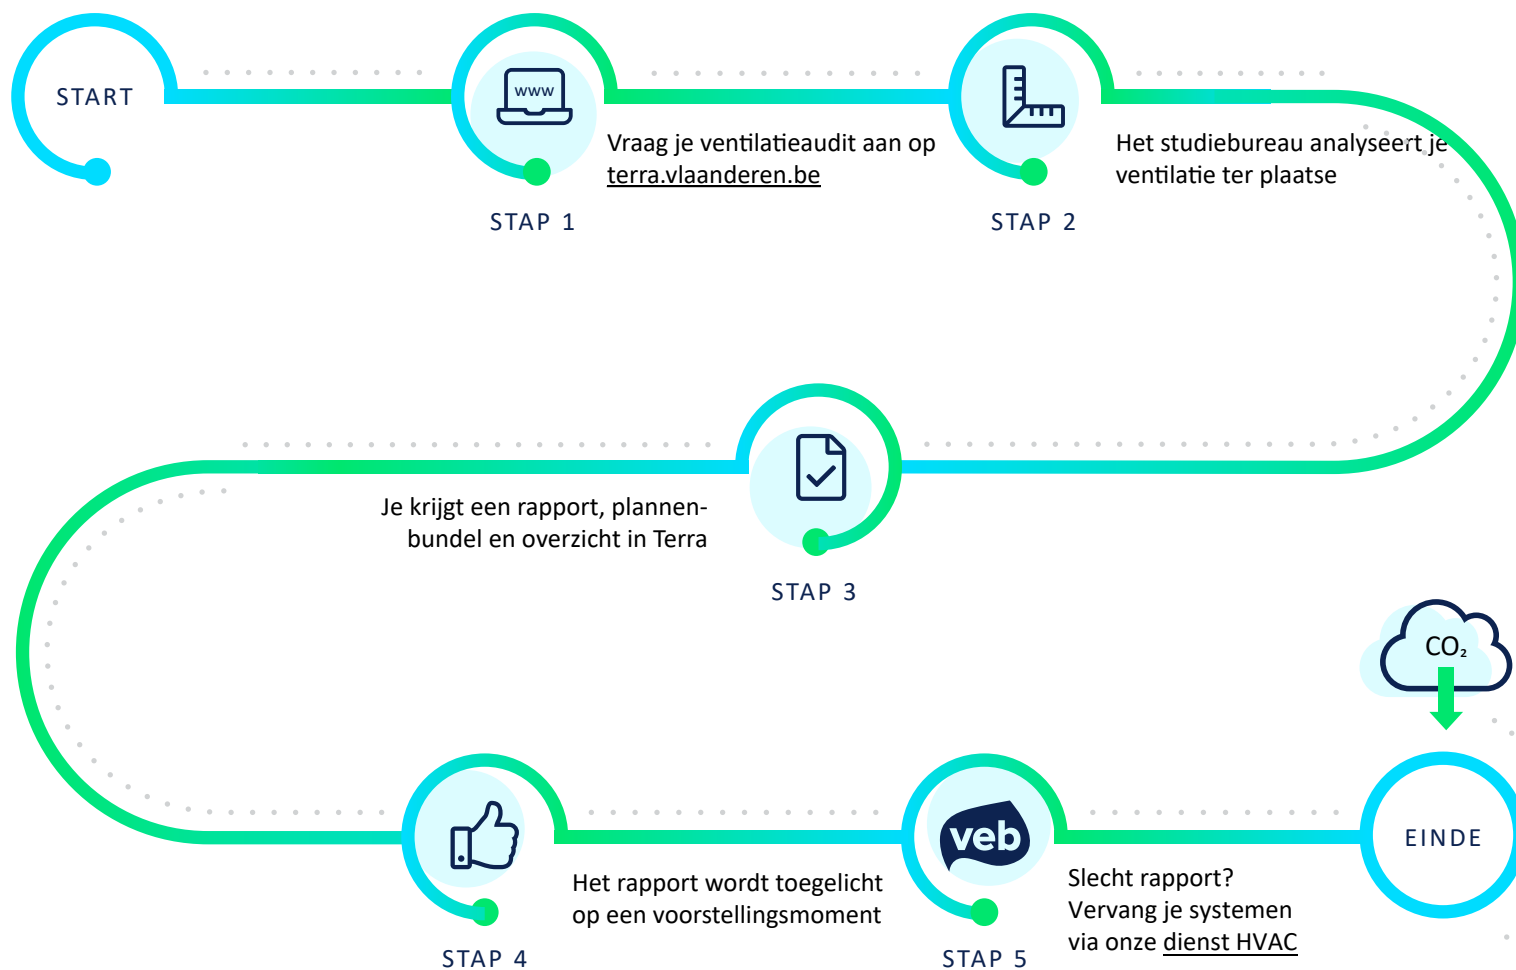 START
www
Vraag je ventilatieaudit aan op
terra.vlaanderen.be
STAP 1
Het studiebureau analyseert je
ventilatie ter plaatse
STAP 2
Je krijgt een rapport, plannen-
bundel en overzicht in Terra
STAP 3
CO₂
Het rapport wordt toegelicht
op een voorstellingsmoment
STAP 4
veb
Slecht rapport?
Vervang je systemen
via onze dienst HVAC
STAP 5
EINDE